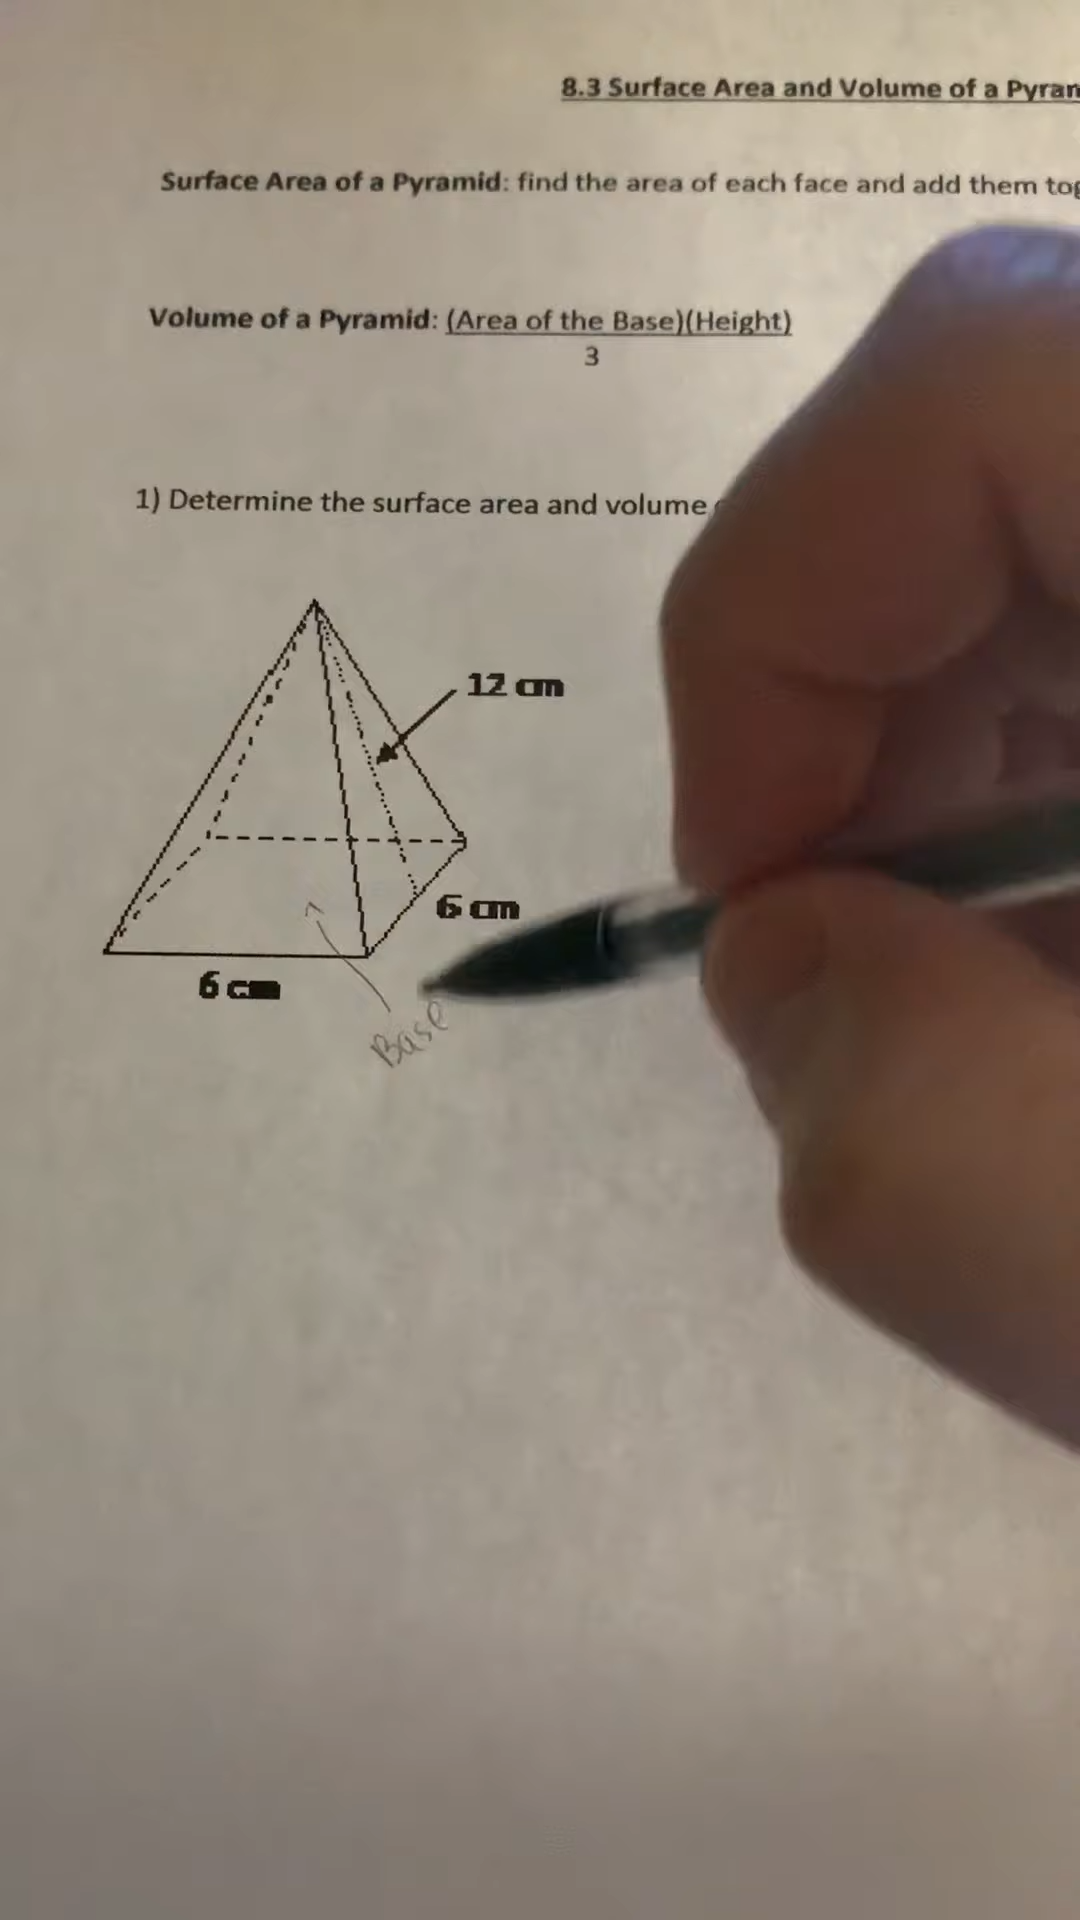 8.3 Surface Area and Volume of a
Surface Area of a Pyramid: find the area of each face and add them
Volume of a Pyramid: (Area of the Base)(Height)
3
1) Determine the surface area and volume
12 cm
6 cm
6 cm
Base